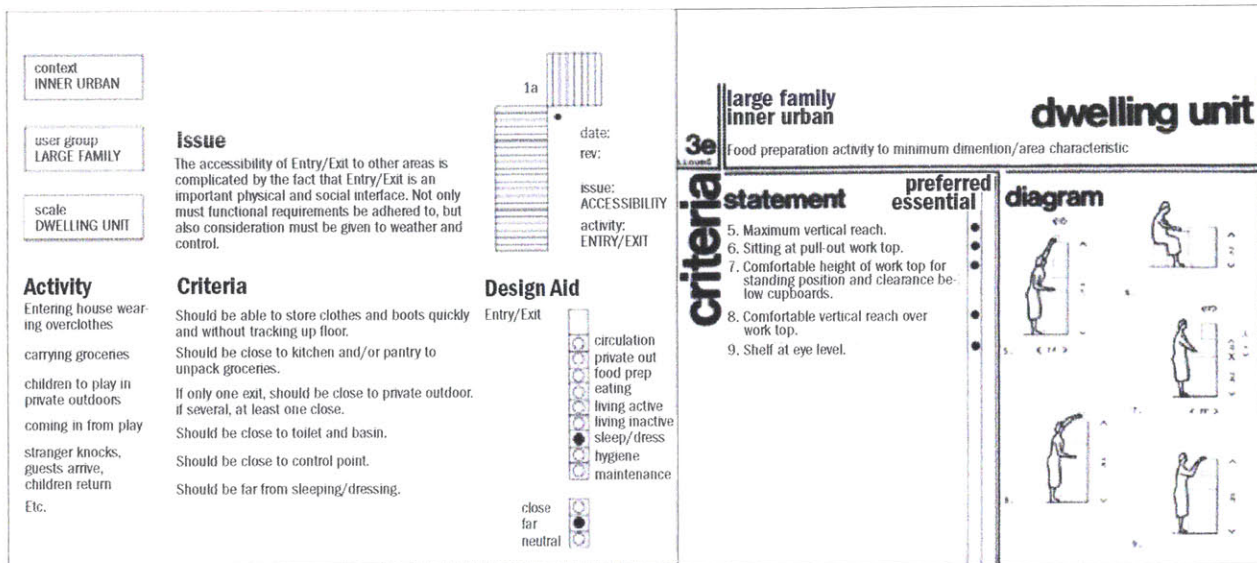 context
INNER URBAN
user group
LARGE FAMILY
scale
DWELLING UNIT
issue
The accessibility of Entry/Exit to other areas is
complicated by the fact that Entry/Exit is an
important physical and social interface. Not only
must functional requirements be adhered to, but
also consideration must be given to weather and
control.
1a
date:
rev:
issue:
ACCESSIBILITY
activity:
ENTRY/EXIT
Activity
Entering house wear-
ing overclothes
carrying groceries
children to play in
private outdoors
coming in from play
stranger knocks,
guests arrive,
children return
Etc.
Criteria
Should be able to store clothes and boots quickly
and without tracking up floor.
Should be close to kitchen and/or pantry to
unpack groceries.
If only one exit, should be close to private outdoor.
if several, at least one close.
Should be close to toilet and basin.
Should be close to control point.
Should be far from sleeping/dressing.
Design Aid
Entry/Exit
circulation
private out
food prep
eating
living active
living inactive
sleep/dress
hygiene
maintenance
close
far
neutral
large family
inner urban
dwelling unit
3e
Food preparation activity to minimum dimention/area characteristic
criteria
statement
preferred
essential
5. Maximum vertical reach.
6. Sitting at pull-out work top.
7. Comfortable height of work top for
standing position and clearance be-
low cupboards.
8. Comfortable vertical reach over
work top.
9. Shelf at eye level.
diagram
5.
7.
8.
9.